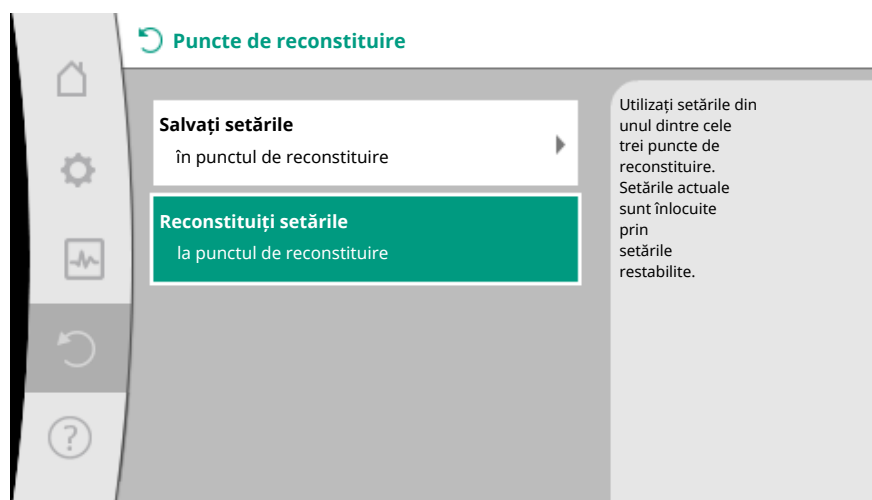 Puncte de reconstituire
Salvați setările
în punctul de reconstituire
Reconstituiți setările
la punctul de reconstituire
Utilizați setările din
unul dintre cele
trei puncte de
reconstituire.
Setările actuale
sunt înlocuite
prin
setările
restabilite.
?